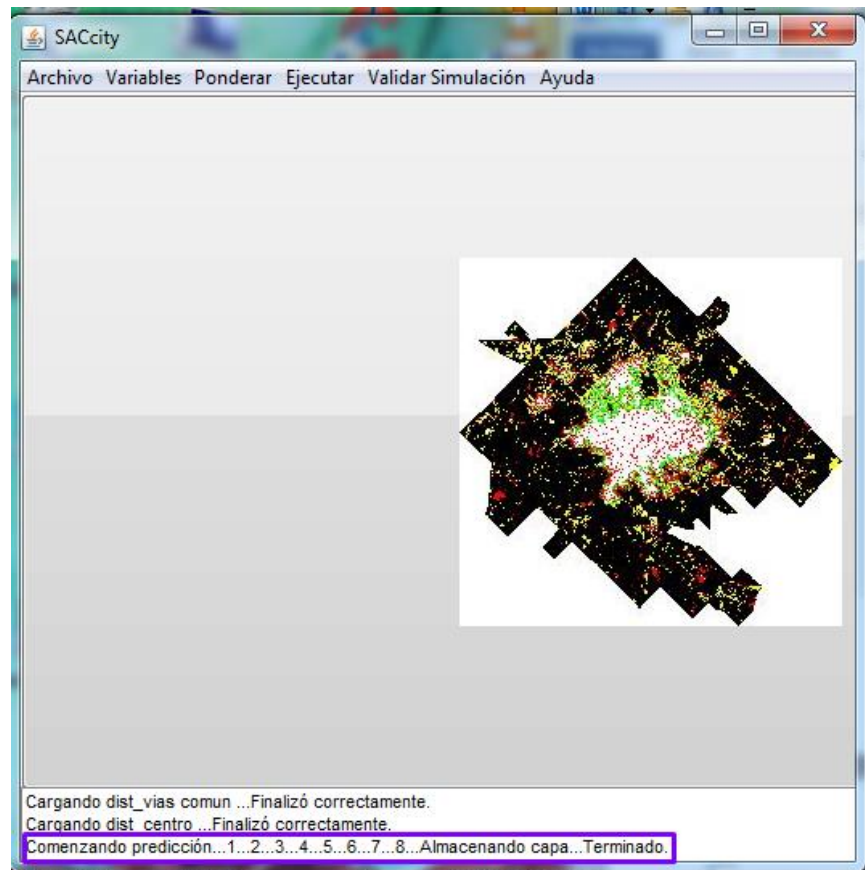 SACcity
Archivo Variables Ponderar Ejecutar Validar Simulación Ayuda
Cargando dist_vias comun ...Finalizó correctamente.
Cargando dist_centro ...Finalizó correctamente.
Comenzando predicción...1...2...3...4...5...6...7...8...Almacenando capa...Terminado.